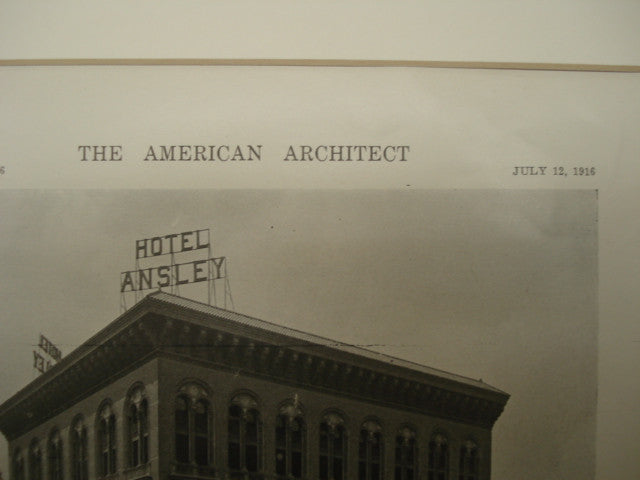 THE AMERICAN ARCHITECT
JULY 12, 1916
HOTEL
ANSLEY